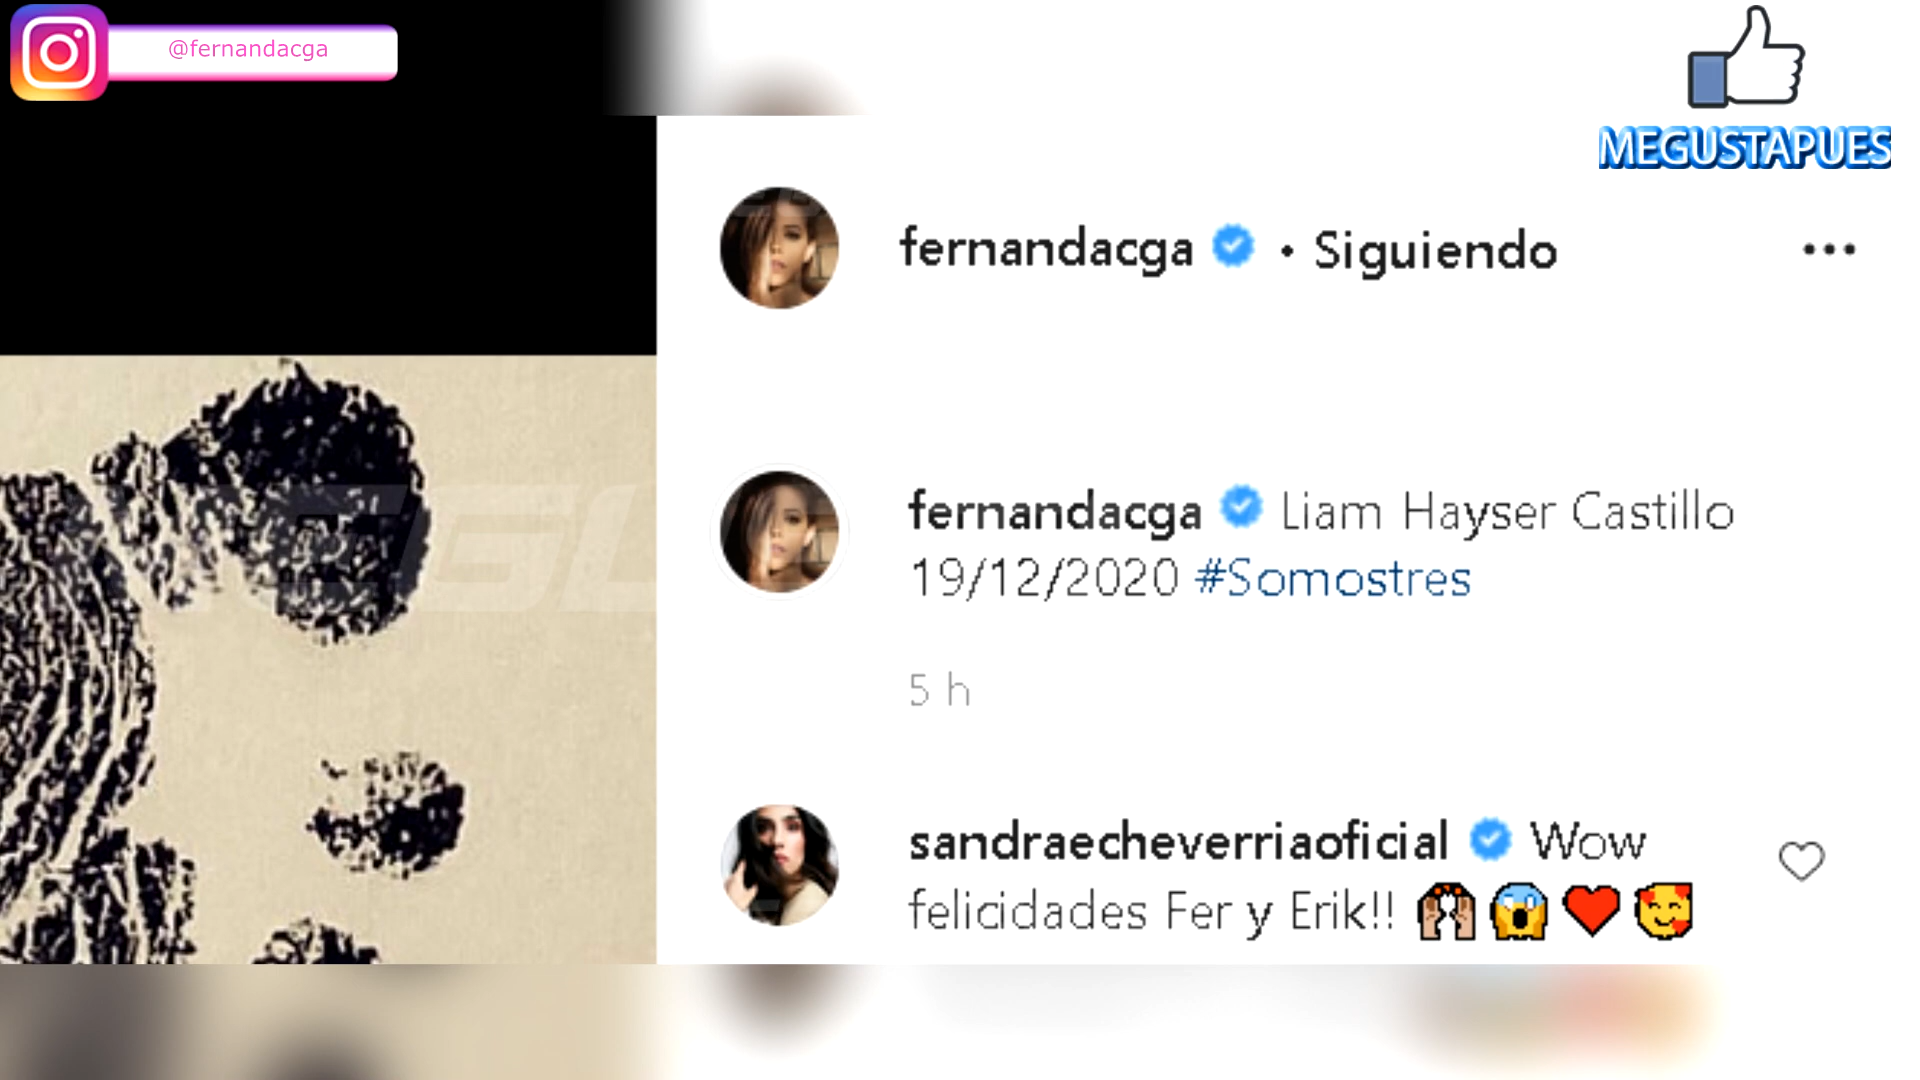 @fernandacga
MEGUSTAPUES
fernandacga • Siguiendo
fernandacga Liam Hayser Castillo
19/12/2020 #Somostres
5 h
sandraecheverriaoficial Wow
felicidades Fer y Erik!! 🙌🏼😱❤️🥰